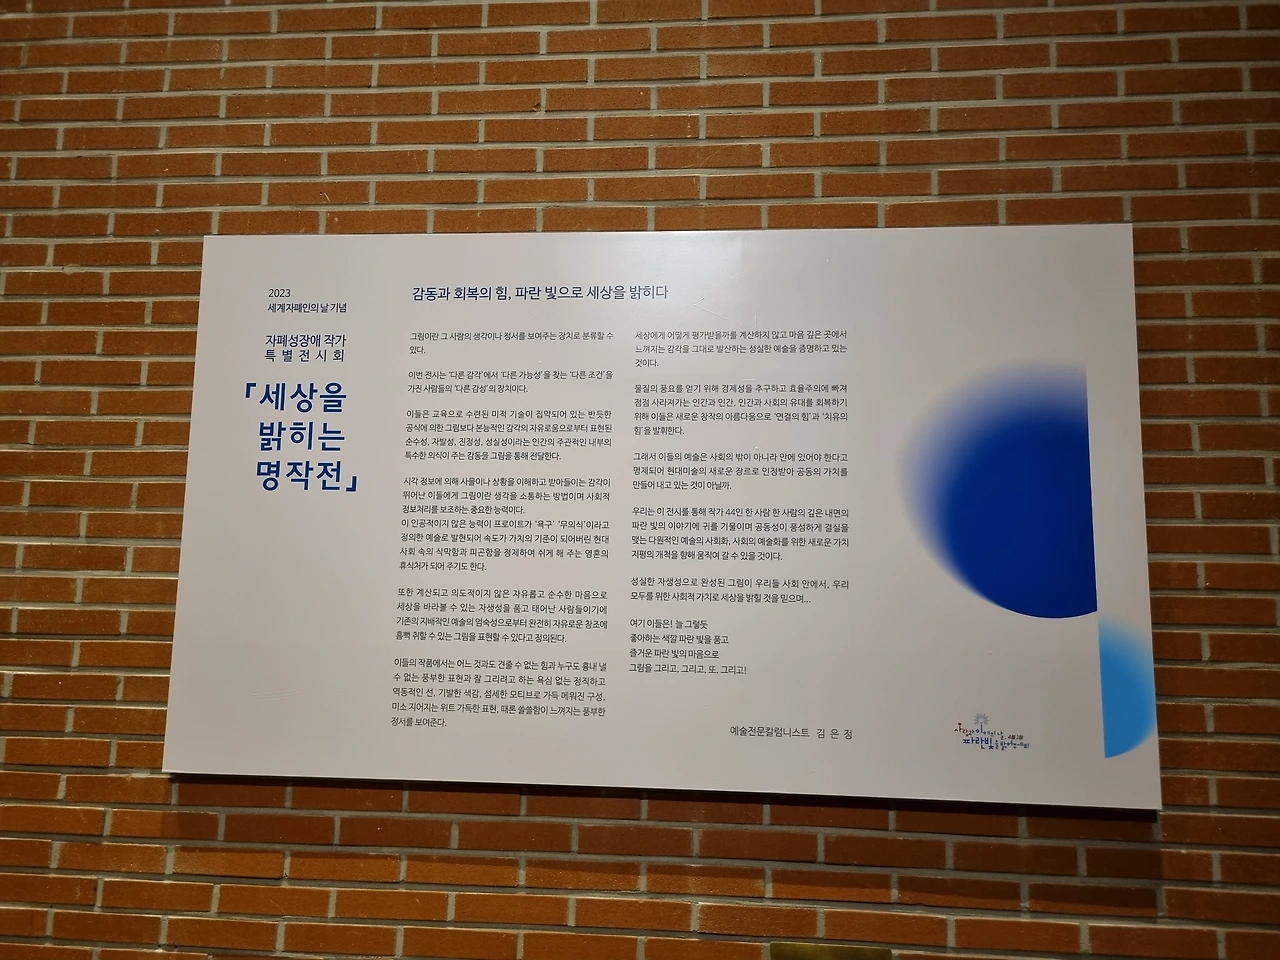 2023
세계자폐인의 날 기념
자폐성장애 작가
특별전시회
「세상을
밝히는
명작전」
감동과 회복의 힘, 파란 빛으로 세상을 밝히다
그림이란 그 사람의 생각이나 정서를 보여주는 장치로 분류할 수
있다.
이번 전시는 '다른 감각'에서 '다른 가능성'을 찾는 '다른 조건'을
가진 사람들의 '다른 감성'의 장치이다.
이들은 교육으로 수련된 미적 기술이 집약되어 있는 반듯한
공식에 의한 그림보다 본능적인 감각의 자유로움으로부터 표현된
순수성, 자발성, 진정성, 성실성이라는 인간의 주관적인 내부의
특수한 의식이 주는 감동을 그림을 통해 전달한다.
시각 정보에 의해 사물이나 상황을 이해하고 받아들이는 감각이
뛰어난 이들에게 그림이란 생각을 소통하는 방법이며 사회적
정보처리를 보조하는 중요한 능력이다.
이 인공적이지 않은 능력이 프로이트가 '욕구' '무의식'이라고
정의한 예술로 발현되어 속도가 가치의 기준이 되어버린 현대
사회 속의 삭막함과 피곤함을 정제하여 쉬게 해 주는 영혼의
휴식처가 되어 주기도 한다.
또한 계산되고 의도적이지 않은 자유롭고 순수한 마음으로
세상을 바라볼 수 있는 자생성을 품고 태어난 사람들이기에
기존의 지배적인 예술의 엄숙성으로부터 완전히 자유로운 창조에
흠뻑 취할 수 있는 그림을 표현할 수 있다고 정의된다.
이들의 작품에서는 어느 것과도 견줄 수 없는 힘과 누구도 흉내 낼
수 없는 풍부한 표현과 잘 그리려고 하는 욕심 없는 정직하고
역동적인 선, 기발한 색감, 섬세한 모티브로 가득 메워진 구성,
미소 지어지는 위트 가득한 표현, 때론 쓸쓸함이 느껴지는 풍부한
정서를 보여준다.
세상에게 어떻게 평가받을까를 계산하지 않고 마음 깊은 곳에서
느껴지는 감각을 그대로 발산하는 성실한 예술을 증명하고 있는
것이다.
물질의 풍요를 얻기 위해 경제성을 추구하고 효율주의에 빠져
점점 사라져가는 인간과 인간, 인간과 사회의 유대를 회복하기
위해 이들은 새로운 창작의 아름다움으로 '연결의 힘'과 '치유의
힘'을 발휘한다.
그래서 이들의 예술은 사회의 밖이 아니라 안에 있어야 한다고
명제되어 현대미술의 새로운 장르로 인정받아 공동의 가치를
만들어 내고 있는 것이 아닐까.
우리는 이 전시를 통해 작가 44인 한 사람 한 사람의 깊은 내면의
파란 빛의 이야기에 귀를 기울이며 공동성이 풍성하게 결실을
맺는 다원적인 예술의 사회화, 사회의 예술화를 위한 새로운 가치
지평의 개척을 향해 움직여 갈 수 있을 것이다.
성실한 자생성으로 완성된 그림이 우리들 사회 안에서, 우리
모두를 위한 사회적 가치로 세상을 밝힐 것을 믿으며...
여기 이들은! 늘 그렇듯
좋아하는 색깔 파란 빛을 품고
즐거운 파란 빛의 마음으로
그림을 그리고, 그리고, 또, 그리고!
예술전문칼럼니스트 김은정
4월 2일
파란빛